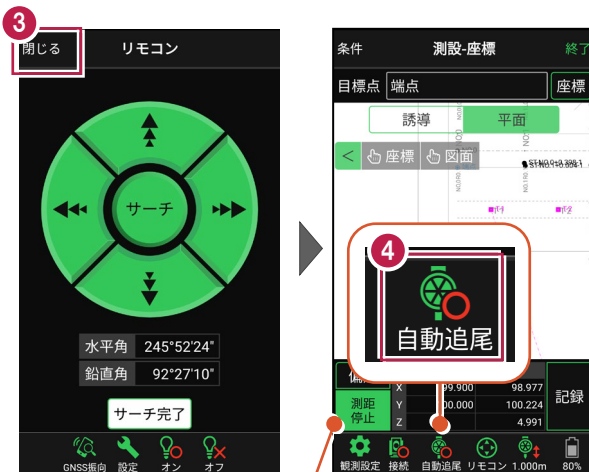 3
閉じる
リモコン
サーチ
水平角 245°52'24"
鉛直角 92°27'10"
サーチ完了
GNSS振向 設定 オン オフ
条件 測設-座標 終了
目標点 端点 座標
誘導 平面
< 座標 図面
4
自動追尾
X 98.977
Y 100.224
Z 4.991
測距
停止
記録
観測設定 接続 自動追尾 リモコン 1.000m 80%